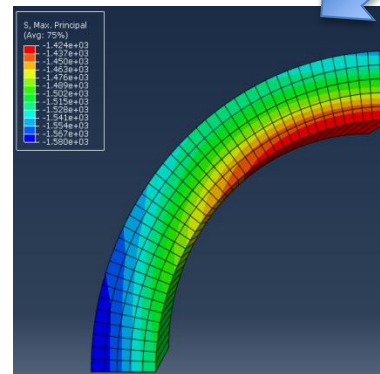 S, Max. Principal
(Avg: 75%)
-1.424e+03
-1.437e+03
-1.450e+03
-1.463e+03
-1.476e+03
-1.489e+03
-1.502e+03
-1.515e+03
-1.528e+03
-1.541e+03
-1.554e+03
-1.567e+03
-1.580e+03